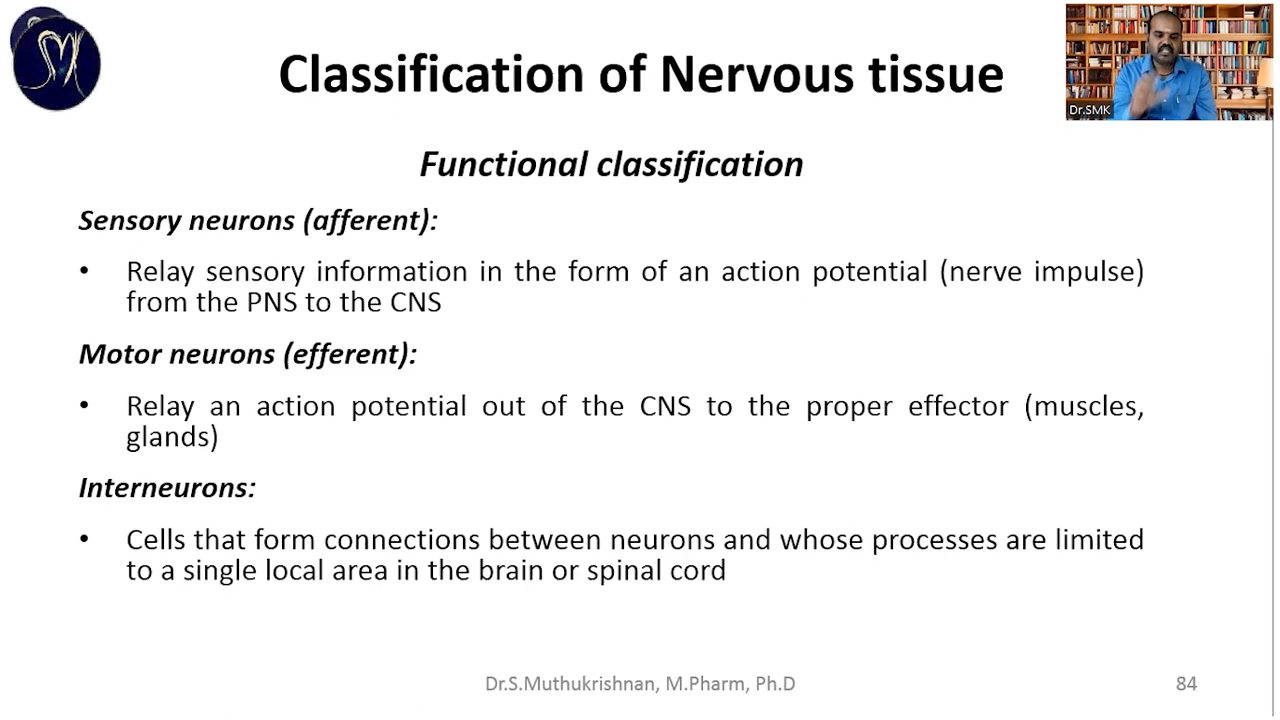 SM
Classification of Nervous tissue
Dr.SMK
Functional classification
Sensory neurons (afferent):
• Relay sensory information in the form of an action potential (nerve impulse)
from the PNS to the CNS
Motor neurons (efferent):
• Relay an action potential out of the CNS to the proper effector (muscles,
glands)
Interneurons:
• Cells that form connections between neurons and whose processes are limited
to a single local area in the brain or spinal cord
Dr.S.Muthukrishnan, M.Pharm, Ph.D
84